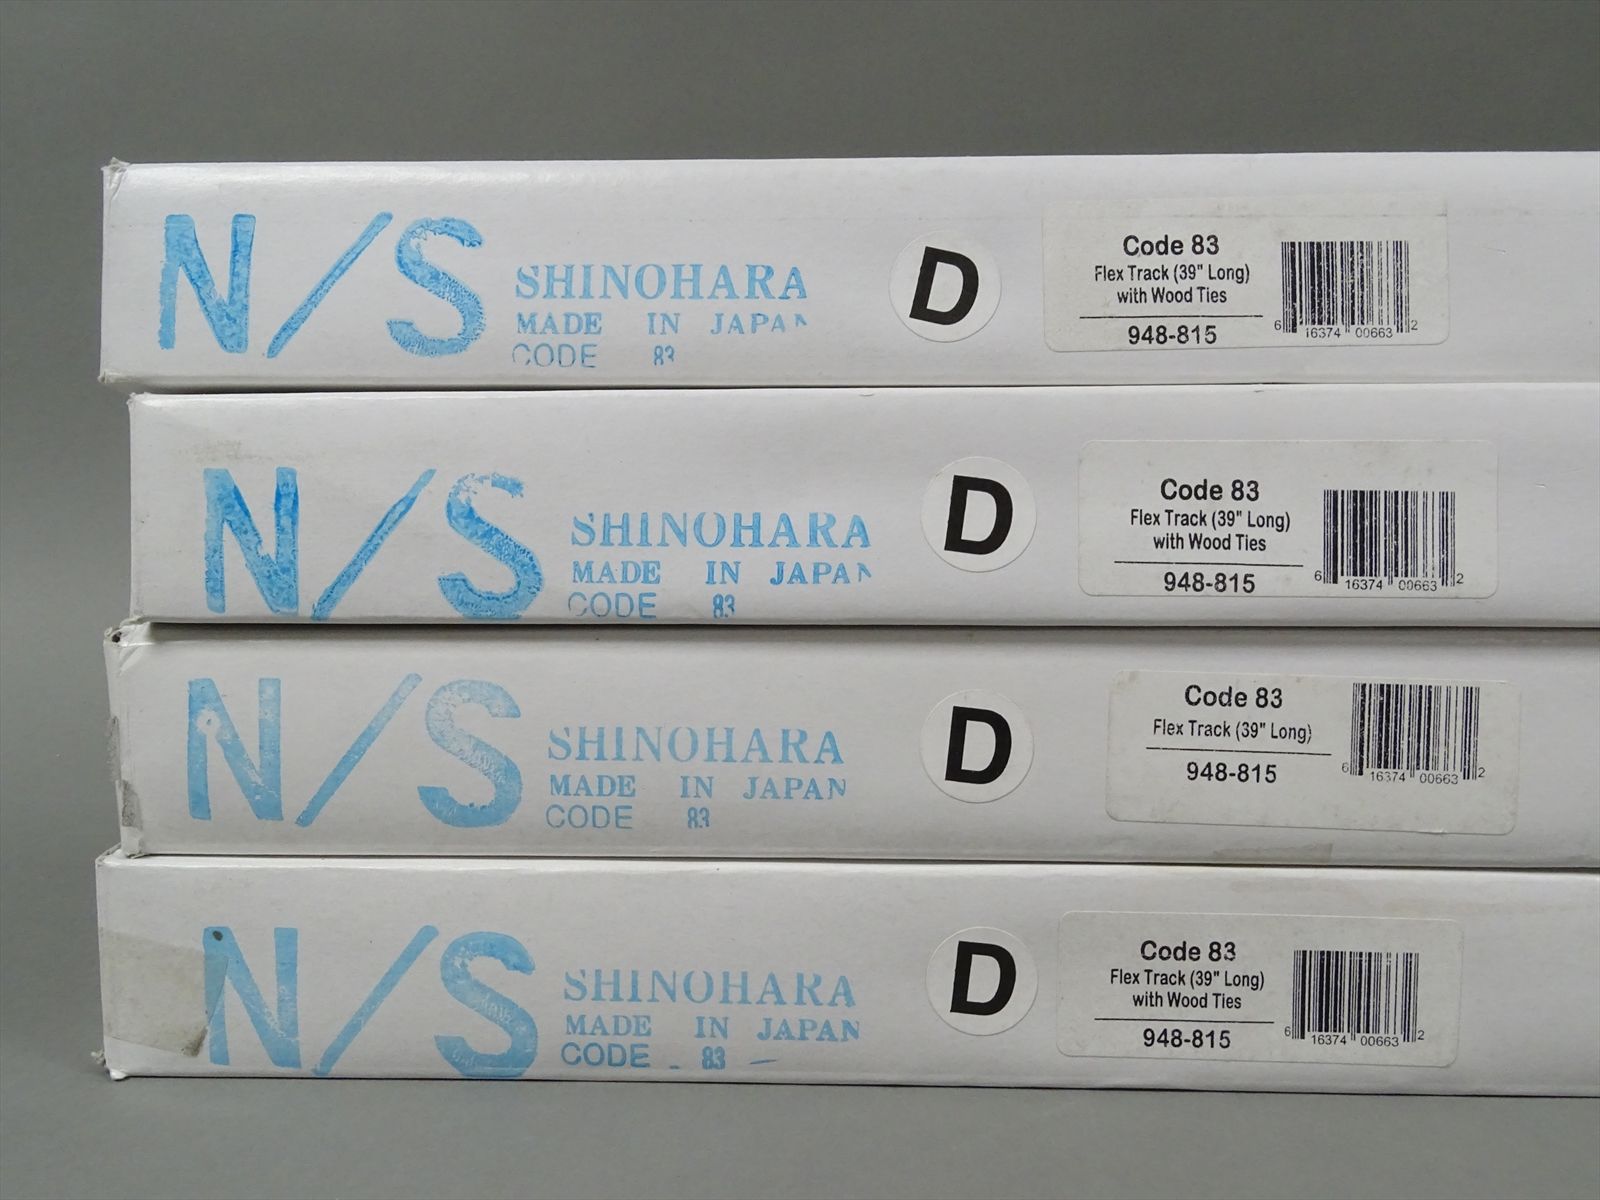 N/S
SHINOHARA
MADE IN JAPAN
CODE 83
D
Code 83
Flex Track (39" Long)
with Wood Ties
948-815
6 16374 00663 2
N/S
SHINOHARA
MADE IN JAPAN
CODE 83
D
Code 83
Flex Track (39" Long)
with Wood Ties
948-815
6 16374 00663 2
N/S
SHINOHARA
MADE IN JAPAN
CODE 83
D
Code 83
Flex Track (39" Long)
948-815
6 16374 00663 2
N/S
SHINOHARA
MADE IN JAPAN
CODE 83
D
Code 83
Flex Track (39" Long)
with Wood Ties
948-815
6 16374 00663 2